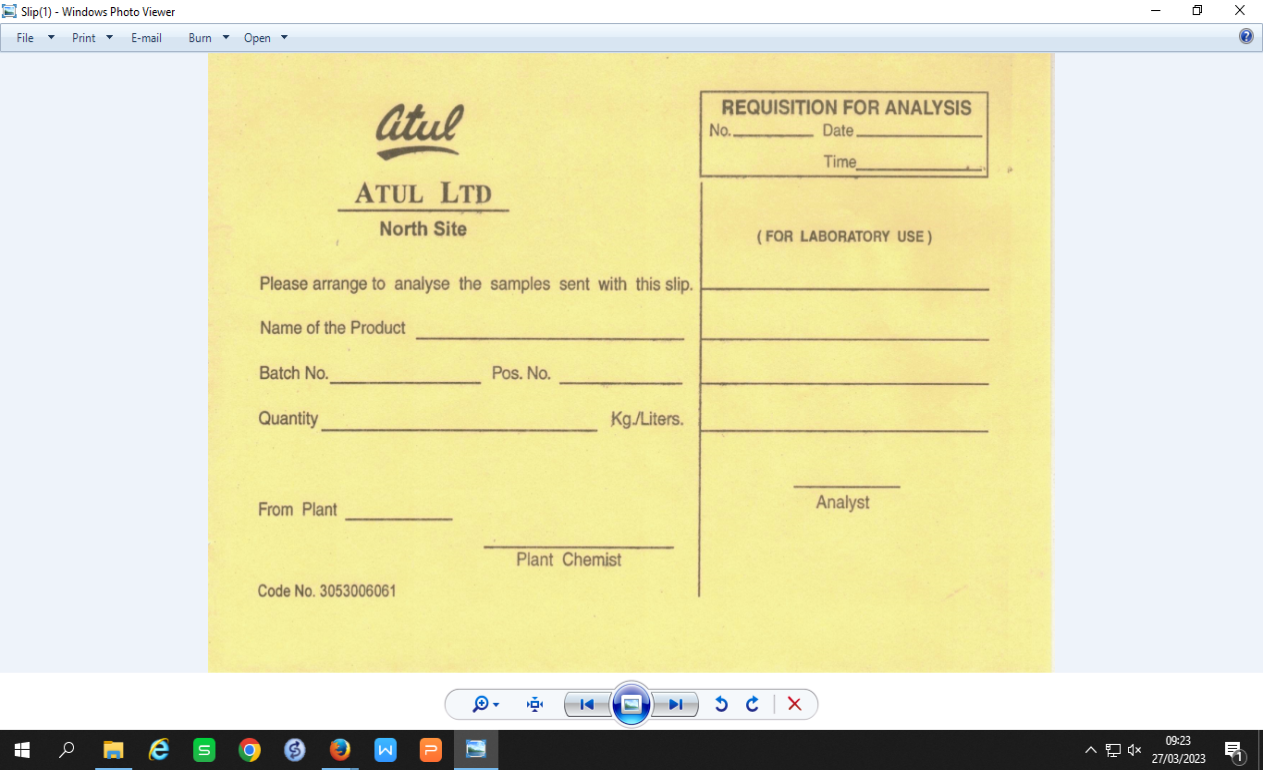 Slip(1) - Windows Photo Viewer
File Print E-mail Burn Open
atul
ATUL LTD
North Site
REQUISITION FOR ANALYSIS
No. Date
Time
(FOR LABORATORY USE)
Please arrange to analyse the samples sent with this slip.
Name of the Product
Batch No. Pos. No.
Quantity Kg./Liters.
From Plant
Plant Chemist
Analyst
Code No. 3053006061
09:23
27/03/2023
1